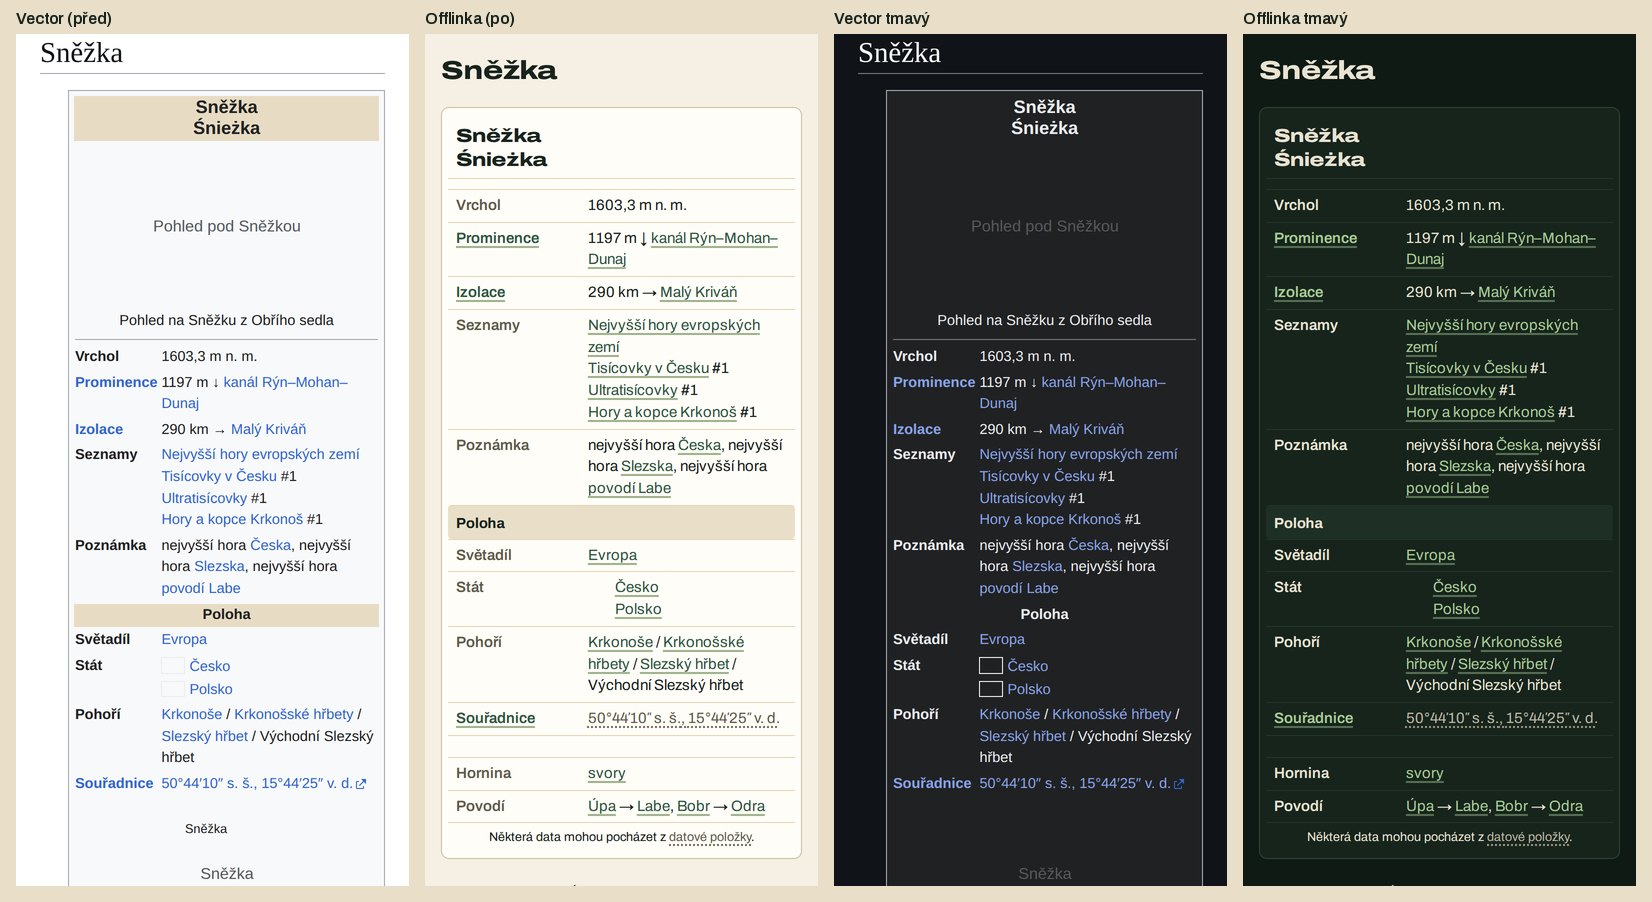 Vector (před)
Sněžka
Sněžka
Śnieżka
Pohled pod Sněžkou
Pohled na Sněžku z Obřího sedla
Vrchol 1603,3 m n. m.
Prominence 1197 m ↓ kanál Rýn–Mohan–
Dunaj
Izolace 290 km → Malý Kriváň
Seznamy Nejvyšší hory evropských zemí
Tisícovky v Česku #1
Ultratisícovky #1
Hory a kopce Krkonoš #1
Poznámka nejvyšší hora Česka, nejvyšší
hora Slezska, nejvyšší hora
povodí Labe
Poloha
Světadíl Evropa
Stát Česko
Polsko
Pohoří Krkonoše / Krkonošské hřbety /
Slezský hřbet / Východní Slezský
hřbet
Souřadnice 50°44′10″ s. š., 15°44′25″ v. d.
Sněžka
Sněžka
Offlinka (po)
Sněžka
Sněžka
Śnieżka
Vrchol 1603,3 m n. m.
Prominence 1197 m ↓ kanál Rýn–Mohan–
Dunaj
Izolace 290 km → Malý Kriváň
Seznamy Nejvyšší hory evropských
zemí
Tisícovky v Česku #1
Ultratisícovky #1
Hory a kopce Krkonoš #1
Poznámka nejvyšší hora Česka, nejvyšší
hora Slezska, nejvyšší hora
povodí Labe
Poloha
Světadíl Evropa
Stát Česko
Polsko
Pohoří Krkonoše / Krkonošské
hřbety / Slezský hřbet /
Východní Slezský hřbet
Souřadnice 50°44′10″ s. š., 15°44′25″ v. d.
Hornina svory
Povodí Úpa → Labe, Bobr → Odra
Některá data mohou pocházet z datové položky.
Vector tmavý
Sněžka
Sněžka
Śnieżka
Pohled pod Sněžkou
Pohled na Sněžku z Obřího sedla
Vrchol 1603,3 m n. m.
Prominence 1197 m ↓ kanál Rýn–Mohan–
Dunaj
Izolace 290 km → Malý Kriváň
Seznamy Nejvyšší hory evropských zemí
Tisícovky v Česku #1
Ultratisícovky #1
Hory a kopce Krkonoš #1
Poznámka nejvyšší hora Česka, nejvyšší
hora Slezska, nejvyšší hora
povodí Labe
Poloha
Světadíl Evropa
Stát Česko
Polsko
Pohoří Krkonoše / Krkonošské hřbety /
Slezský hřbet / Východní Slezský
hřbet
Souřadnice 50°44′10″ s. š., 15°44′25″ v. d.
Sněžka
Offlinka tmavý
Sněžka
Sněžka
Śnieżka
Vrchol 1603,3 m n. m.
Prominence 1197 m ↓ kanál Rýn–Mohan–
Dunaj
Izolace 290 km → Malý Kriváň
Seznamy Nejvyšší hory evropských
zemí
Tisícovky v Česku #1
Ultratisícovky #1
Hory a kopce Krkonoš #1
Poznámka nejvyšší hora Česka, nejvyšší
hora Slezska, nejvyšší hora
povodí Labe
Poloha
Světadíl Evropa
Stát Česko
Polsko
Pohoří Krkonoše / Krkonošské
hřbety / Slezský hřbet /
Východní Slezský hřbet
Souřadnice 50°44′10″ s. š., 15°44′25″ v. d.
Hornina svory
Povodí Úpa → Labe, Bobr → Odra
Některá data mohou pocházet z datové položky.